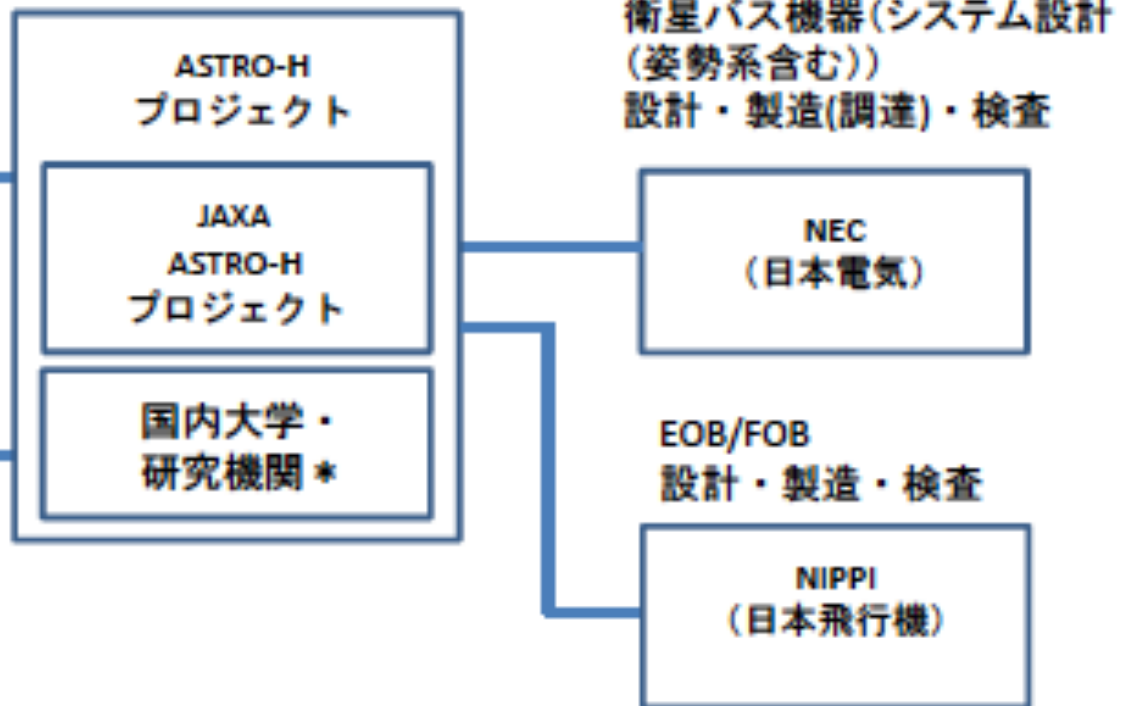 ASTRO-H
プロジェクト
JAXA
ASTRO-H
プロジェクト
国内大学・
研究機関＊
衛星バス機器(システム設計
(姿勢系含む))
設計・製造(調達)・検査
NEC
(日本電気)
EOB/FOB
設計・製造・検査
NIPPI
(日本飛行機)